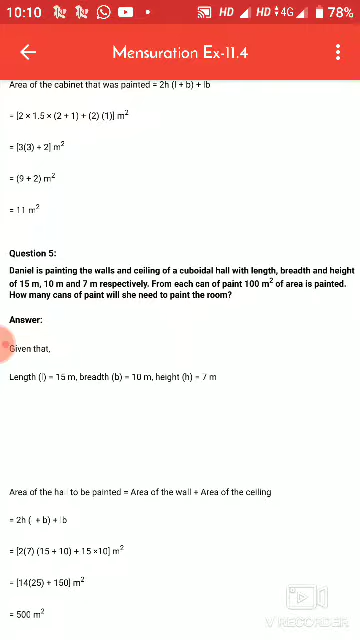 10:10 HD HD 4G 78%
Mensuration Ex-11.4
Area of the cabinet that was painted = 2h (l + b) + lb
= [2 × 1.5 × (2 + 1) + (2) (1)] m²
= [3(3) + 2] m²
= (9 + 2) m²
= 11 m²
Question 5:
Daniel is painting the walls and ceiling of a cuboidal hall with length, breadth and height
of 15 m, 10 m and 7 m respectively. From each can of paint 100 m² of area is painted.
How many cans of paint will she need to paint the room?
Answer:
Given that,
Length (l) = 15 m, breadth (b) = 10 m, height (h) = 7 m
Area of the hall to be painted = Area of the wall + Area of the ceiling
= 2h (l + b) + lb
= [2(7) (15 + 10) + 15 ×10] m²
= [14(25) + 150] m²
= 500 m²
V RECORDER